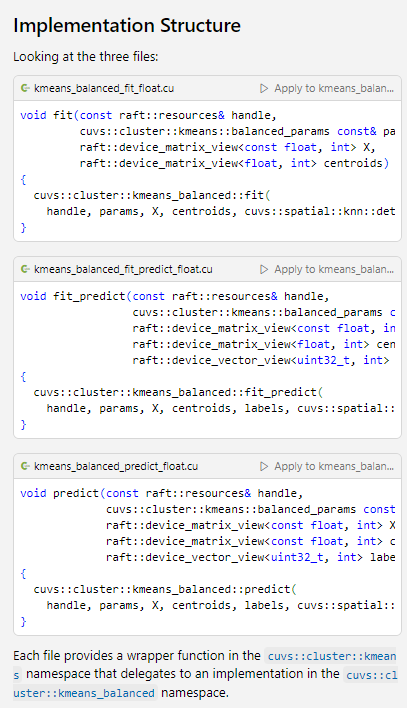 Implementation Structure
Looking at the three files:
kmeans_balanced_fit_float.cu
Apply to kmeans_balan...
void fit(const raft::resources& handle,
cuvs::cluster::kmeans::balanced_params const& pa
raft::device_matrix_view<const float, int> X,
raft::device_matrix_view<float, int> centroids)
{
cuvs::cluster::kmeans_balanced::fit(
handle, params, X, centroids, cuvs::spatial::knn::det
}
kmeans_balanced_fit_predict_float.cu
Apply to kmeans_balan...
void fit_predict(const raft::resources& handle,
cuvs::cluster::kmeans::balanced_params c
raft::device_matrix_view<const float, in
raft::device_matrix_view<float, int> cen
raft::device_vector_view<uint32_t, int>
{
cuvs::cluster::kmeans_balanced::fit_predict(
handle, params, X, centroids, labels, cuvs::spatial::
}
kmeans_balanced_predict_float.cu
Apply to kmeans_balan...
void predict(const raft::resources& handle,
cuvs::cluster::kmeans::balanced_params const
raft::device_matrix_view<const float, int> X
raft::device_matrix_view<const float, int> c
raft::device_vector_view<uint32_t, int> labe
{
cuvs::cluster::kmeans_balanced::predict(
handle, params, X, centroids, labels, cuvs::spatial::
}
Each file provides a wrapper function in the cuvs::cluster::kmean
s namespace that delegates to an implementation in the cuvs::cl
uster::kmeans_balanced namespace.